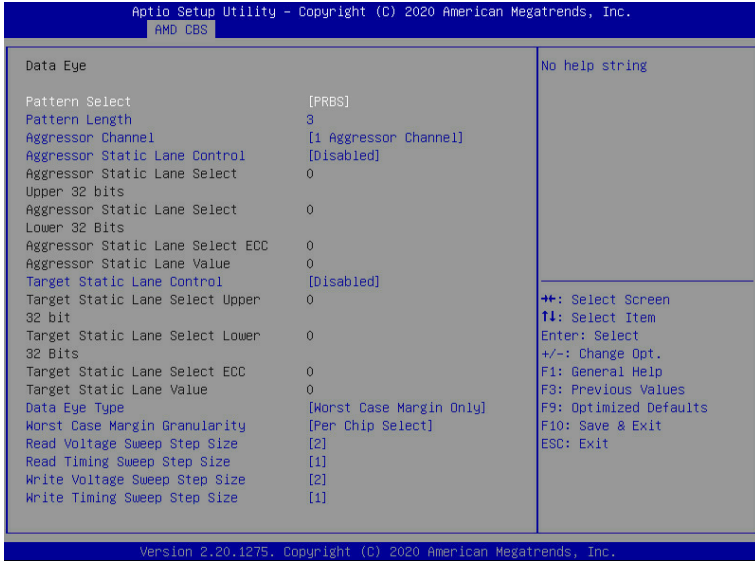 Aptio Setup Utility – Copyright (C) 2020 American Megatrends, Inc.
AMD CBS
Data Eye
No help string
Pattern Select [PRBS]
Pattern Length 3
Aggressor Channel [1 Aggressor Channel]
Aggressor Static Lane Control [Disabled]
Aggressor Static Lane Select 0
Upper 32 bits
Aggressor Static Lane Select 0
Lower 32 Bits
Aggressor Static Lane Select ECC 0
Aggressor Static Lane Value 0
Target Static Lane Control [Disabled]
Target Static Lane Select Upper 0
32 bit
Target Static Lane Select Lower 0
32 Bits
Target Static Lane Select ECC 0
Target Static Lane Value 0
Data Eye Type [Worst Case Margin Only]
Worst Case Margin Granularity [Per Chip Select]
Read Voltage Sweep Step Size [2]
Read Timing Sweep Step Size [1]
Write Voltage Sweep Step Size [2]
Write Timing Sweep Step Size [1]
→←: Select Screen
↑↓: Select Item
Enter: Select
+/-: Change Opt.
F1: General Help
F3: Previous Values
F9: Optimized Defaults
F10: Save & Exit
ESC: Exit
Version 2.20.1275. Copyright (C) 2020 American Megatrends, Inc.